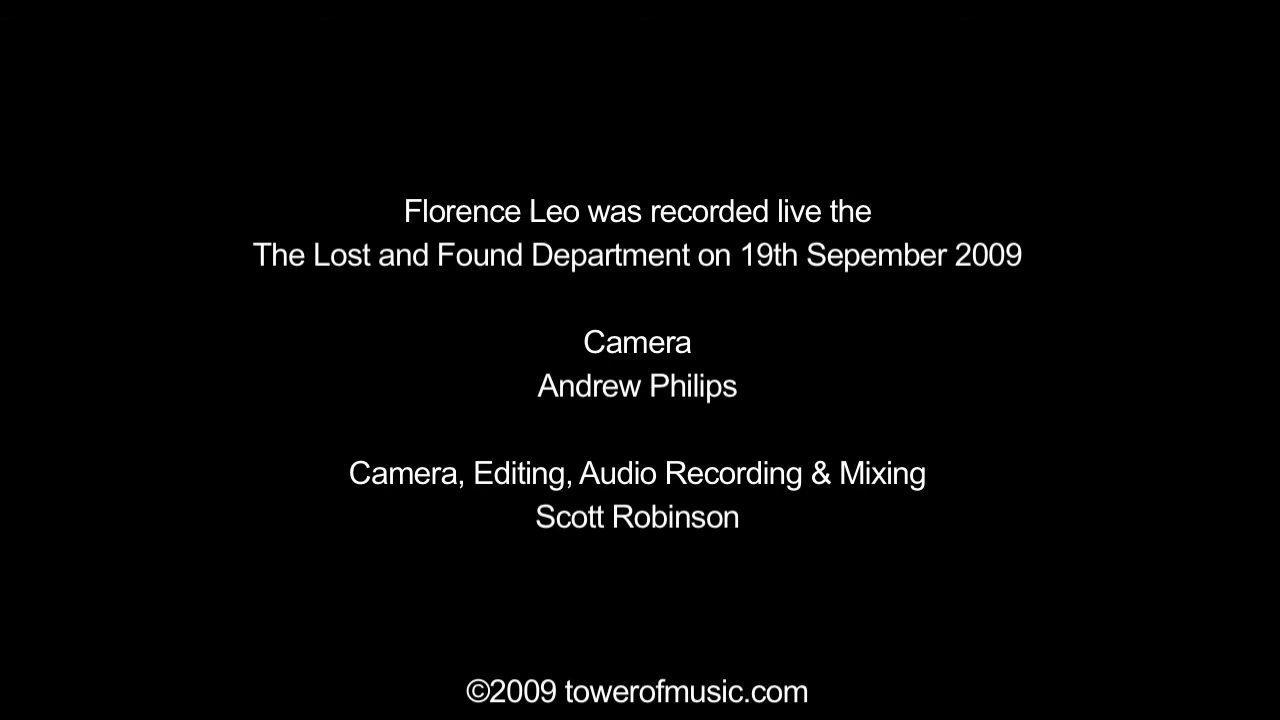 Florence Leo was recorded live the
The Lost and Found Department on 19th Sepember 2009
Camera
Andrew Philips
Camera, Editing, Audio Recording & Mixing
Scott Robinson
©2009 towerofmusic.com